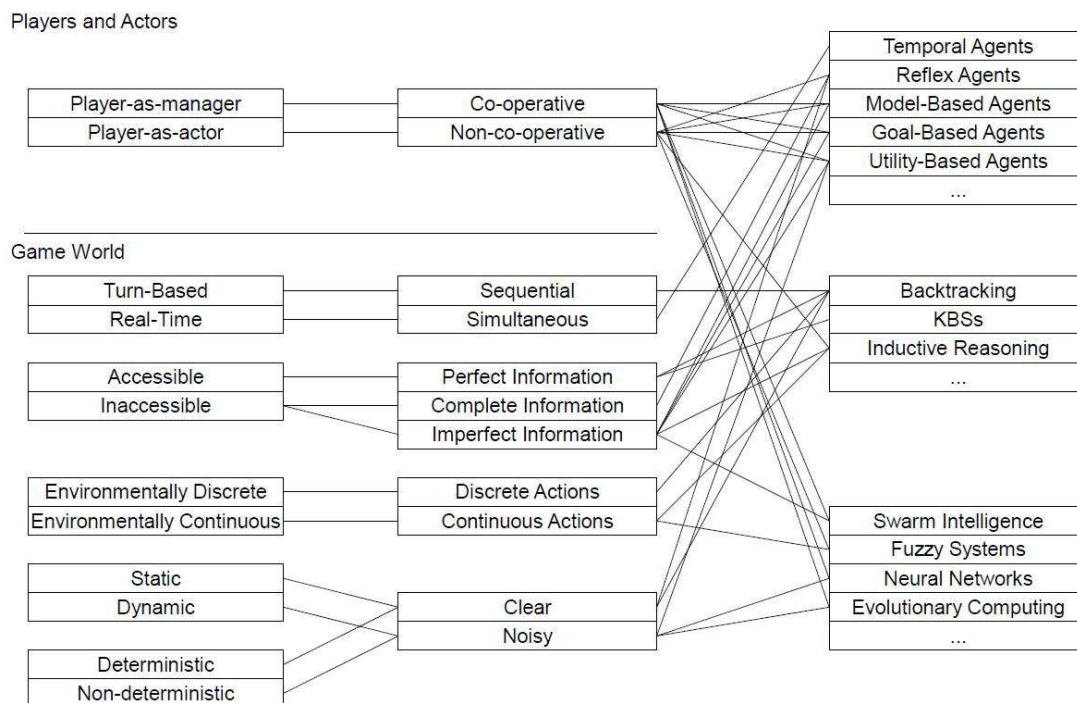 Players and Actors
Player-as-manager
Player-as-actor
Co-operative
Non-co-operative
Temporal Agents
Reflex Agents
Model-Based Agents
Goal-Based Agents
Utility-Based Agents
...
Game World
Turn-Based
Real-Time
Sequential
Simultaneous
Backtracking
KBSs
Inductive Reasoning
...
Accessible
Inaccessible
Perfect Information
Complete Information
Imperfect Information
Environmentally Discrete
Environmentally Continuous
Discrete Actions
Continuous Actions
Swarm Intelligence
Fuzzy Systems
Neural Networks
Evolutionary Computing
...
Static
Dynamic
Clear
Noisy
Deterministic
Non-deterministic